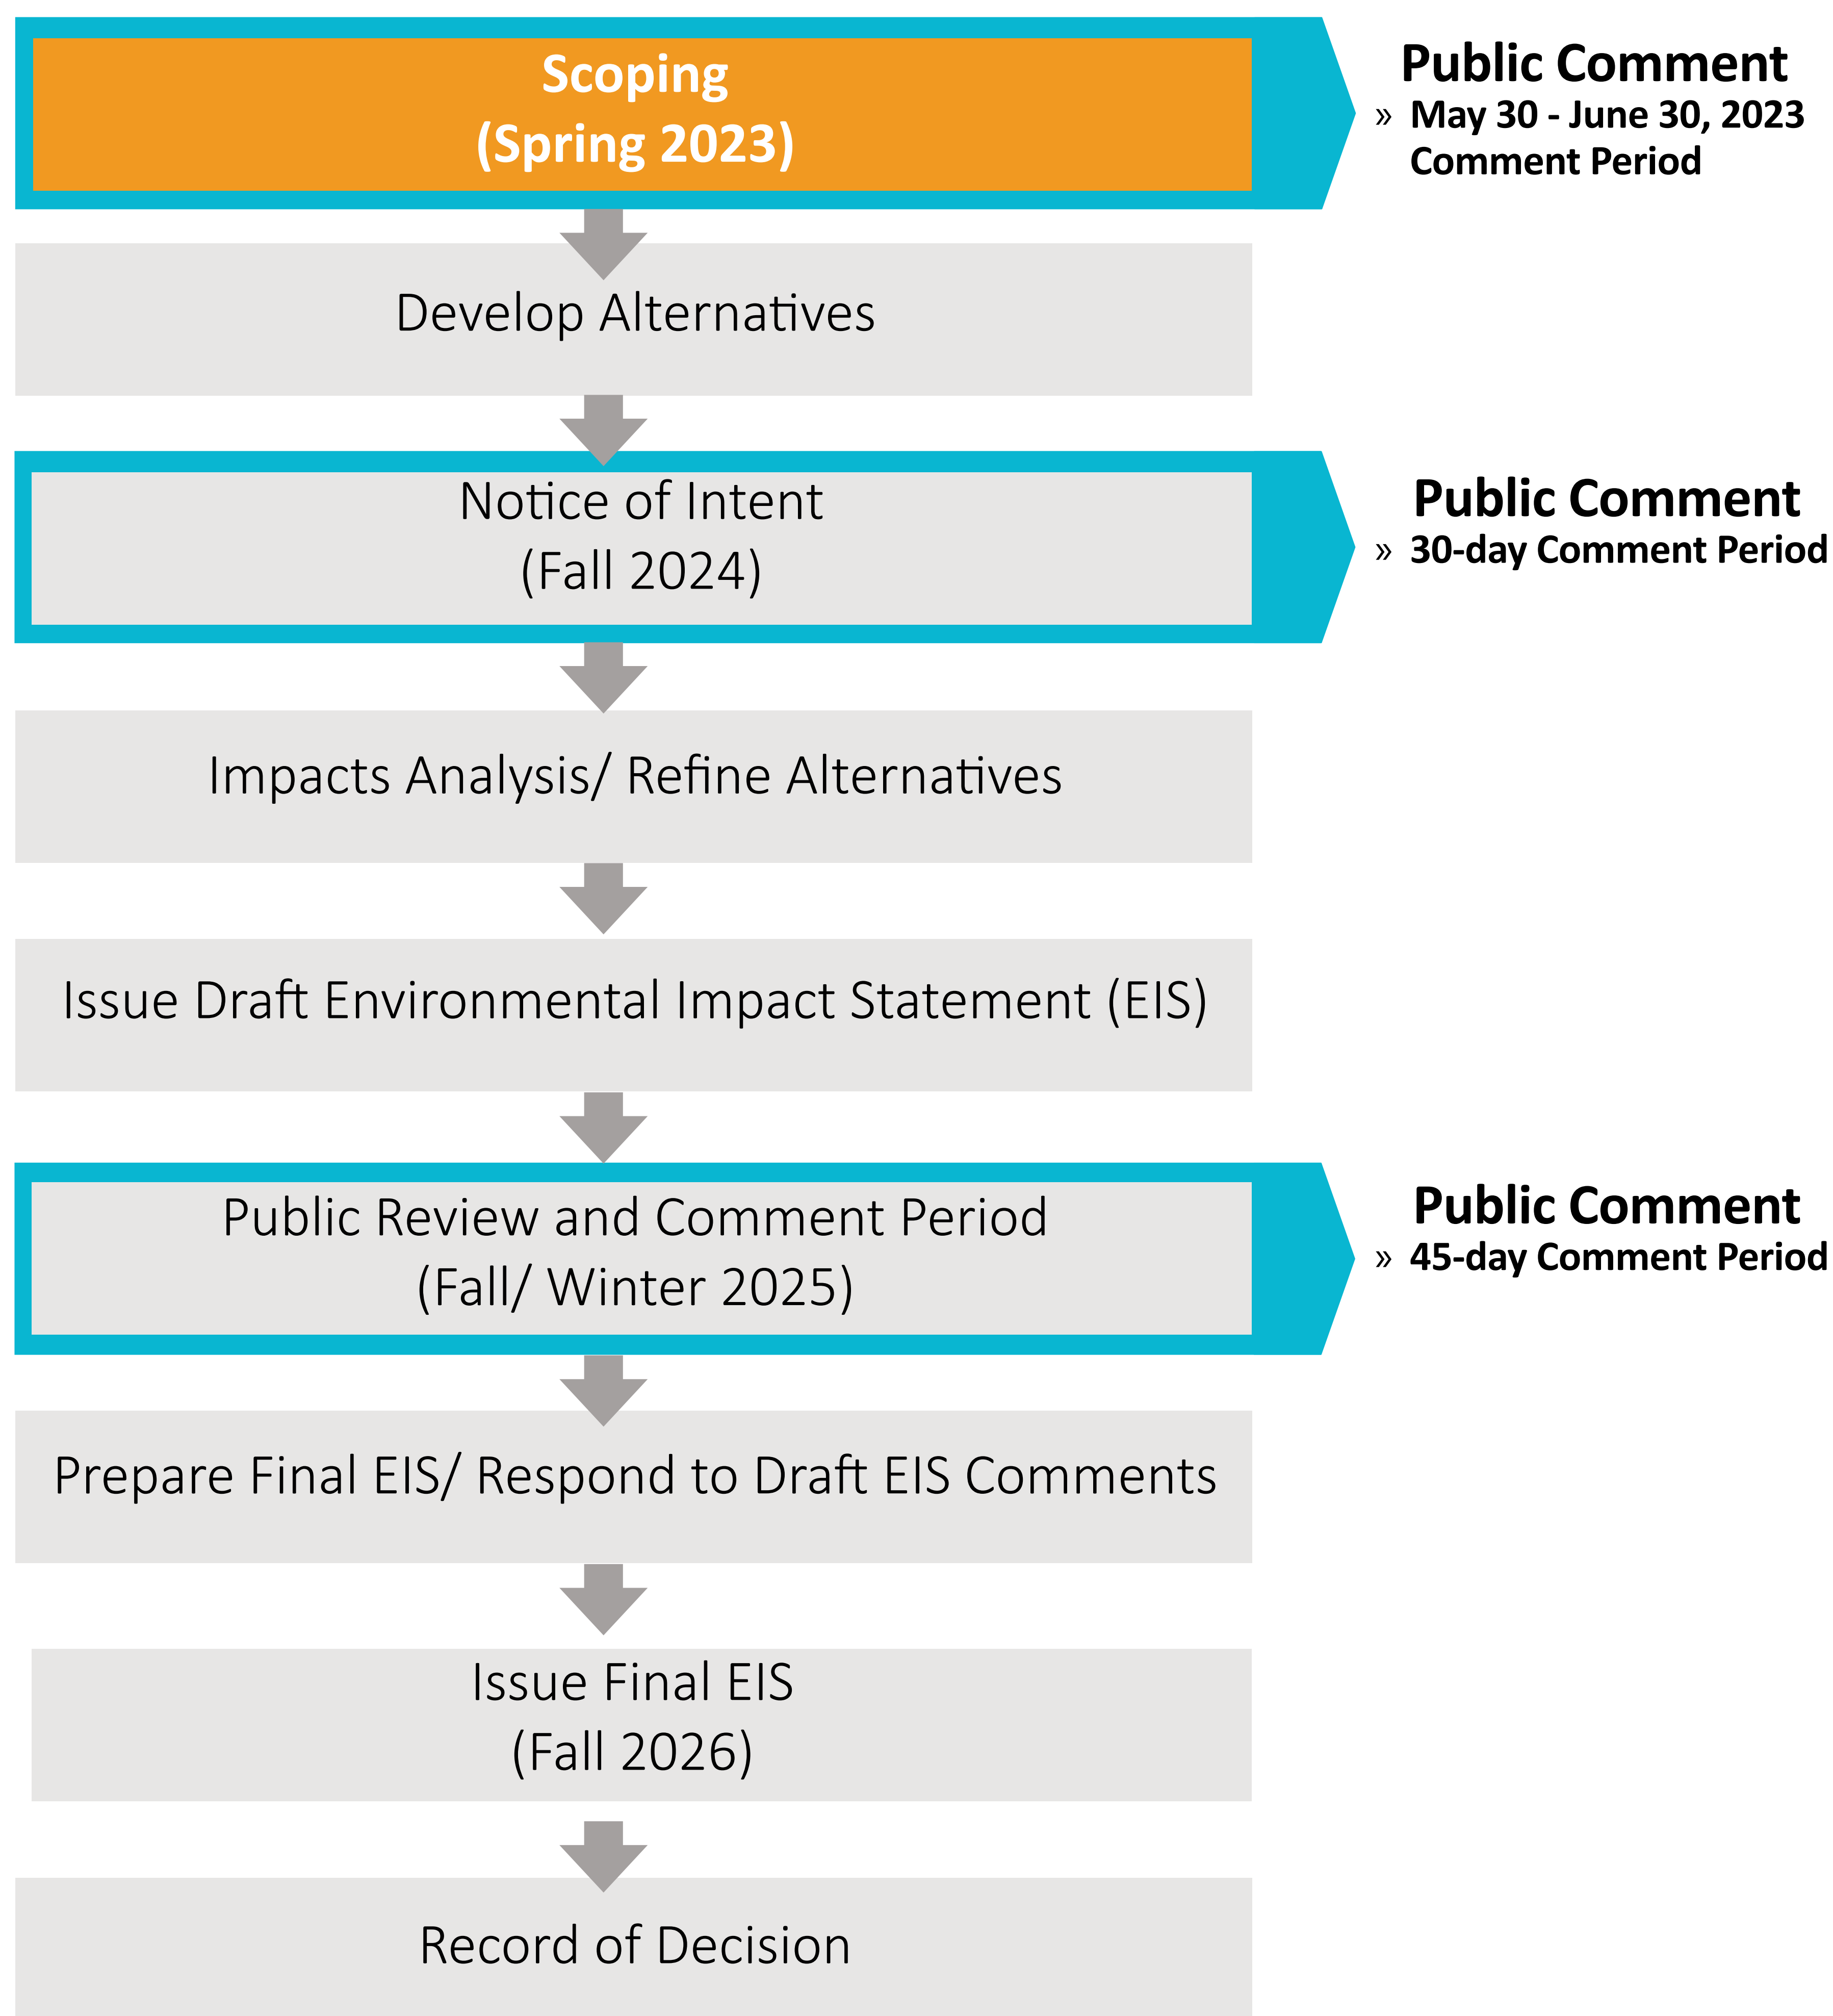 Scoping
(Spring 2023)
Public Comment
» May 30 - June 30, 2023
Comment Period
Develop Alternatives
Notice of Intent
(Fall 2024)
Public Comment
» 30-day Comment Period
Impacts Analysis/ Refine Alternatives
Issue Draft Environmental Impact Statement (EIS)
Public Review and Comment Period
(Fall/ Winter 2025)
Public Comment
» 45-day Comment Period
Prepare Final EIS/ Respond to Draft EIS Comments
Issue Final EIS
(Fall 2026)
Record of Decision